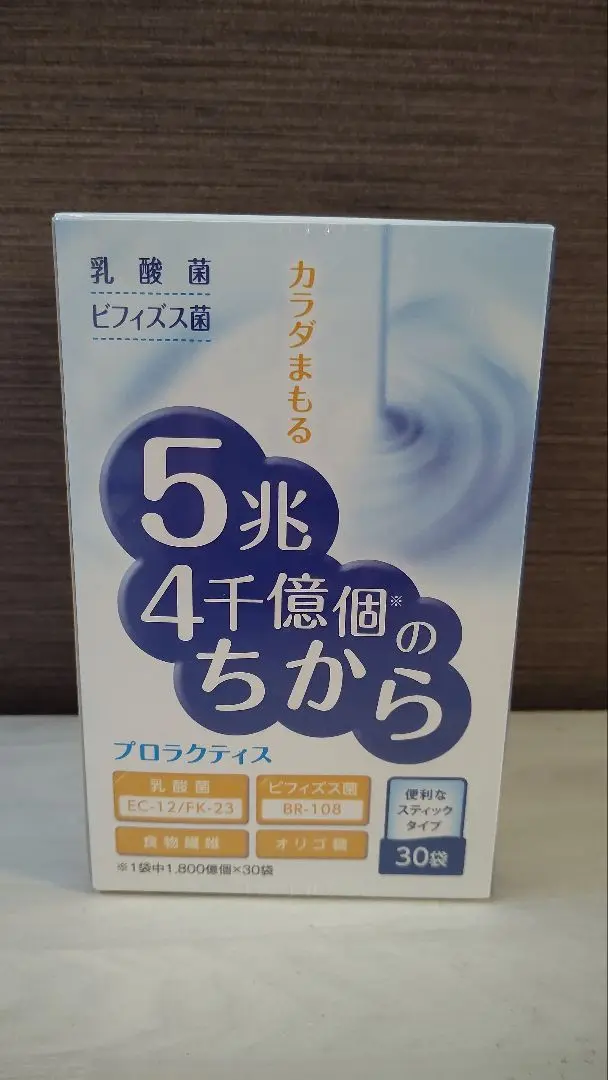 乳酸菌
ビフィズス菌
カラダまもる
5兆
4千億個※の
ちから
プロラクティス
乳酸菌
EC-12/FK-23
ビフィズス菌
BR-108
食物繊維
オリゴ糖
便利な
スティック
タイプ
30袋
※1袋中1,800億個×30袋